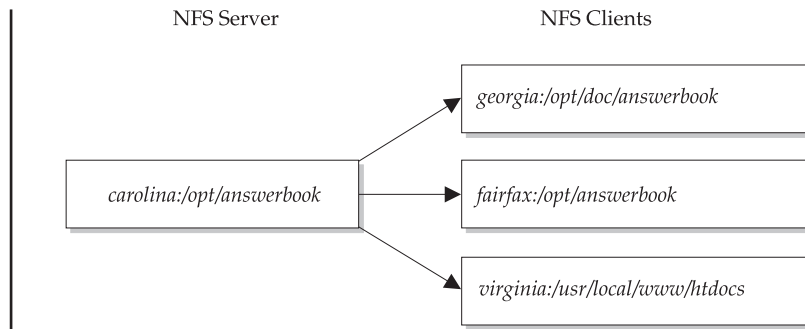 NFS Server
NFS Clients
georgia:/opt/doc/answerbook
carolina:/opt/answerbook
fairfax:/opt/answerbook
virginia:/usr/local/www/htdocs